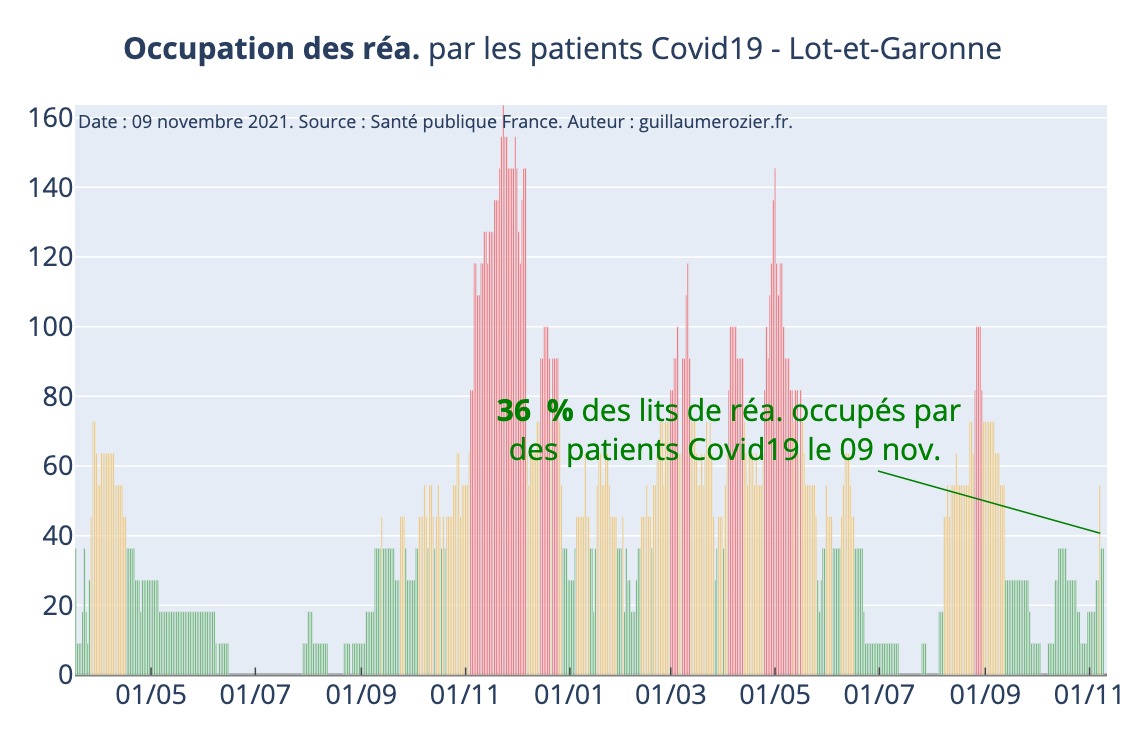 Occupation des réa. par les patients Covid19 - Lot-et-Garonne
160
Date : 09 novembre 2021. Source : Santé publique France. Auteur : guillaumerozier.fr.
140
120
100
80
36 % des lits de réa. occupés par
des patients Covid19 le 09 nov.
60
40
20
0
01/05 01/07 01/09 01/11 01/01 01/03 01/05 01/07 01/09 01/11